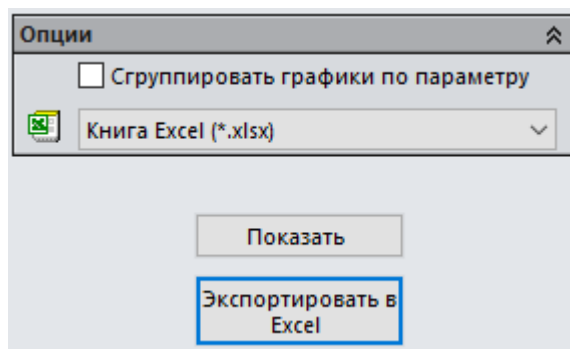 Опции
Сгруппировать графики по параметру
Книга Excel (*.xlsx)
Показать
Экспортировать в
Excel